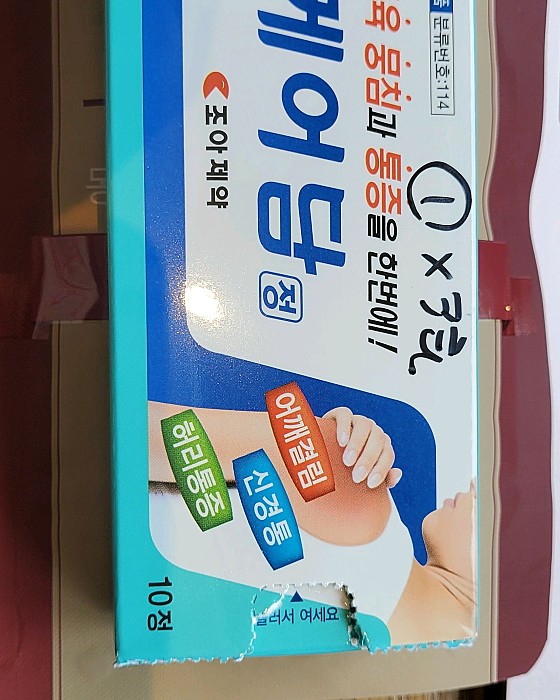 분류번호:114
뭉침과 통증을 한번에!
① x 3일
케어담 정
조아제약
어깨결림
신경통
허리통증
눌러서 여세요
10정